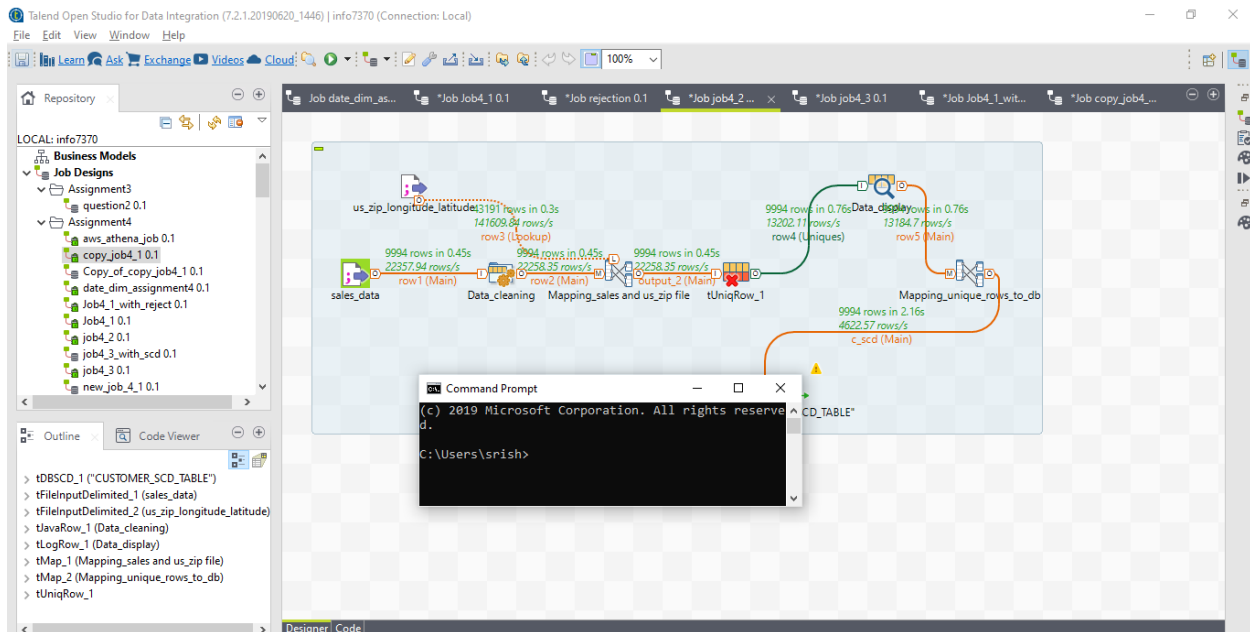 Talend Open Studio for Data Integration (7.2.1.20190620_1446) | info7370 (Connection: Local)
File Edit View Window Help
Learn Ask Exchange Videos Cloud 100%
Repository
LOCAL: info7370
Business Models
Job Designs
Assignment3
question2 0.1
Assignment4
aws_athena_job 0.1
copy_job4_1 0.1
Copy_of_copy_job4_1 0.1
date_dim_assignment4 0.1
Job4_1_with_reject 0.1
Job4_1 0.1
job4_2 0.1
job4_3_with_scd 0.1
job4_3 0.1
new_job_4_1 0.1
Outline Code Viewer
tDBSCD_1 ("CUSTOMER_SCD_TABLE")
tFileInputDelimited_1 (sales_data)
tFileInputDelimited_2 (us_zip_longitude_latitude)
tJavaRow_1 (Data_cleaning)
tLogRow_1 (Data_display)
tMap_1 (Mapping_sales and us_zip file)
tMap_2 (Mapping_unique_rows_to_db)
tUniqRow_1
Job date_dim_as... *Job Job4_1 0.1 *Job rejection 0.1 *Job job4_2 ... *Job job4_3 0.1 *Job Job4_1_wit... *Job copy_job4_...
us_zip_longitude_latitude
43191 rows in 0.3s
141609.84 rows/s
row3 (Lookup)
9994 rows in 0.76s
13202.11 rows/s
row4 (Uniques)
Data_display
rows in 0.76s
13184.7 rows/s
row5 (Main)
9994 rows in 0.45s
22357.94 rows/s
row1 (Main)
9994 rows in 0.45s
22258.35 rows/s
row2 (Main)
9994 rows in 0.45s
22258.35 rows/s
output_2 (Main)
sales_data
Data_cleaning
Mapping_sales and us_zip file
tUniqRow_1
Mapping_unique_rows_to_db
9994 rows in 2.16s
4622.57 rows/s
c_scd (Main)
CD_TABLE"
Command Prompt
(c) 2019 Microsoft Corporation. All rights reserve
d.
C:\Users\srish>
Designer Code